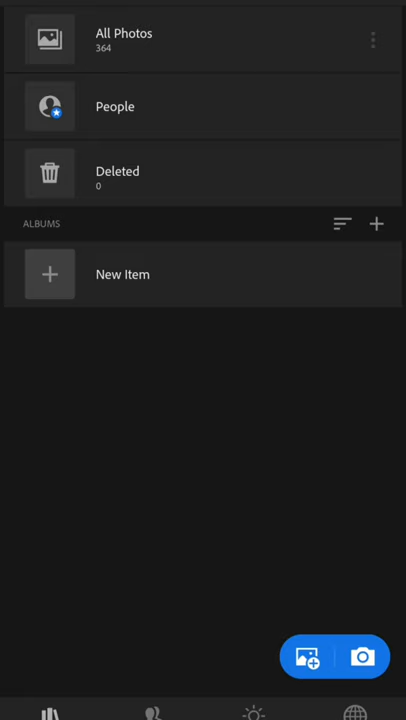 All Photos
364
People
Deleted
0
ALBUMS
New Item